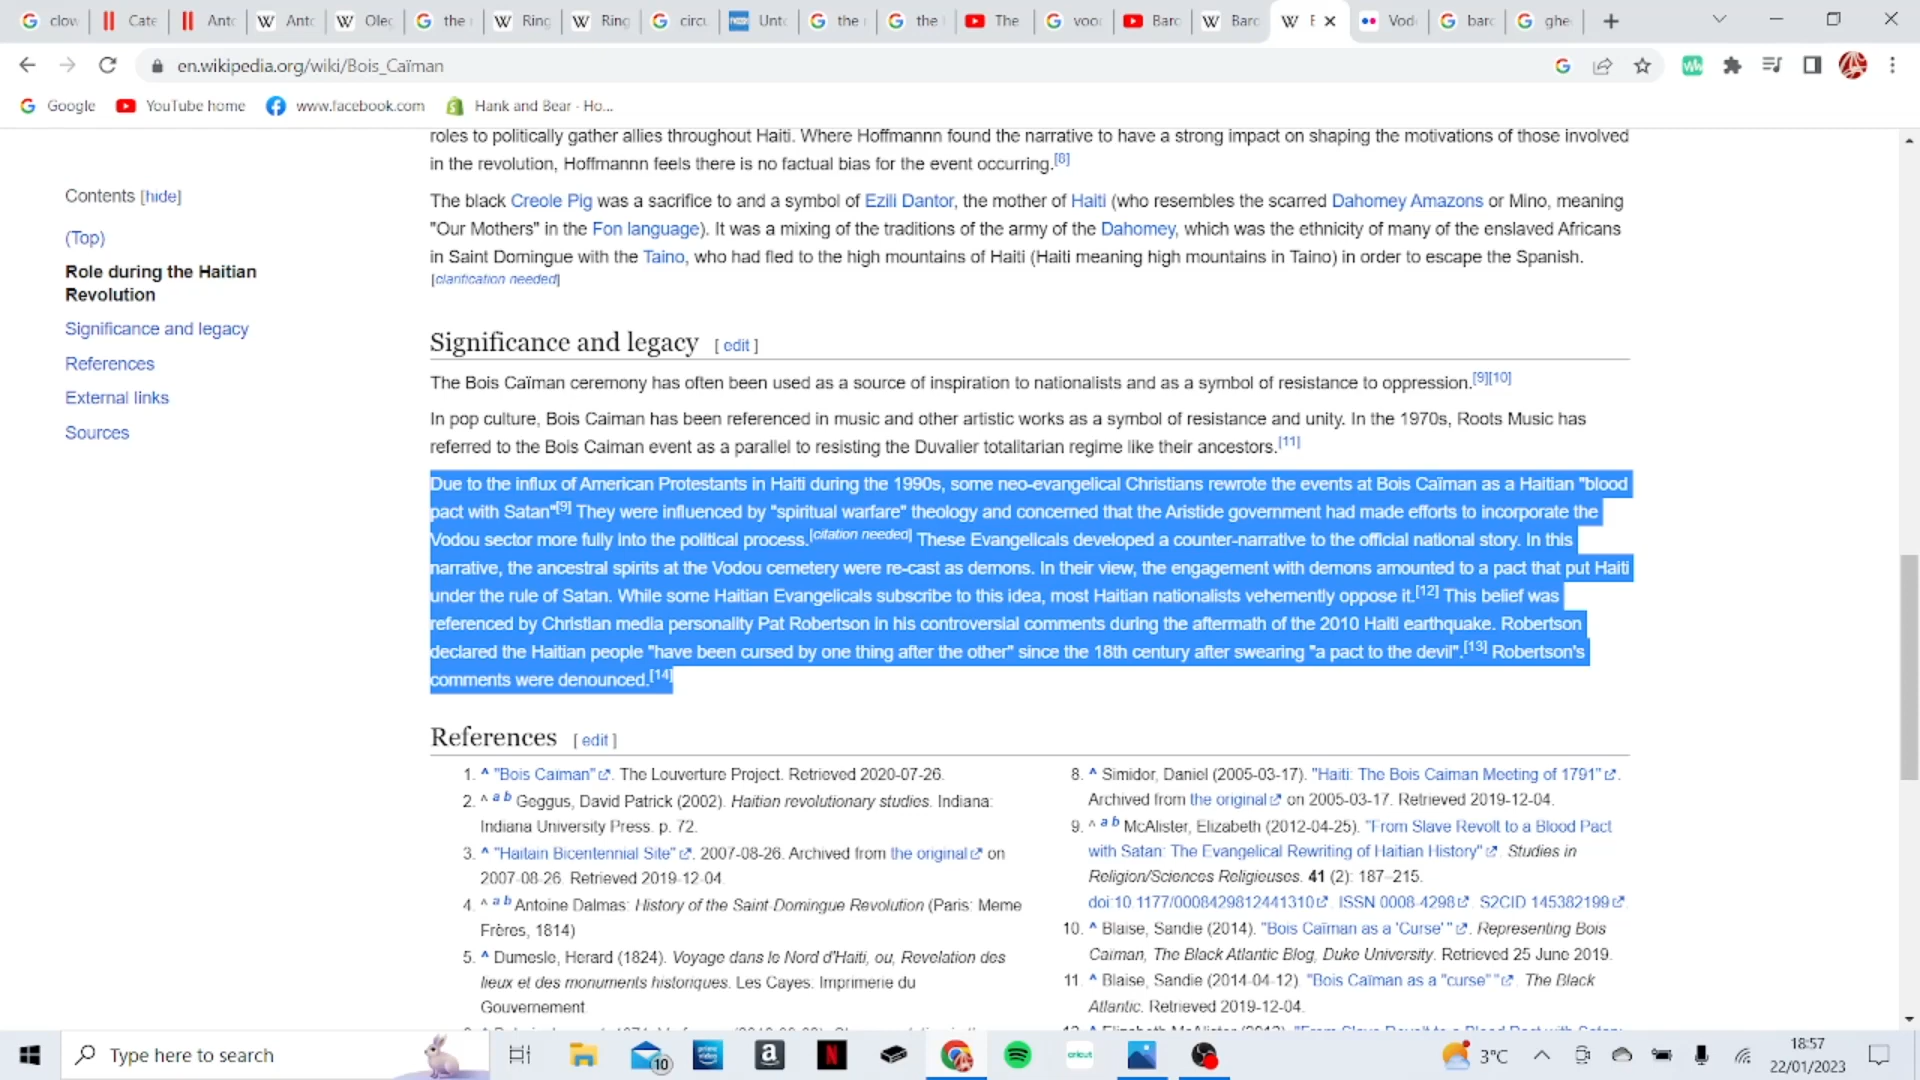 clow
Cate
Anto
Anto
Oleg
the
Ring
Ring
circu
Unto
the
the
The
voo
Barc
Barc
E
Vod
barc
ghe
en.wikipedia.org/wiki/Bois_Caïman
Google
YouTube home
www.facebook.com
Hank and Bear - Ho...
Contents [hide]
(Top)
Role during the Haitian
Revolution
Significance and legacy
References
External links
Sources
roles to politically gather allies throughout Haiti. Where Hoffmannn found the narrative to have a strong impact on shaping the motivations of those involved
in the revolution, Hoffmannn feels there is no factual bias for the event occurring.[8]
The black Creole Pig was a sacrifice to and a symbol of Ezili Dantor, the mother of Haiti (who resembles the scarred Dahomey Amazons or Mino, meaning
"Our Mothers" in the Fon language). It was a mixing of the traditions of the army of the Dahomey, which was the ethnicity of many of the enslaved Africans
in Saint Domingue with the Taino, who had fled to the high mountains of Haiti (Haiti meaning high mountains in Taino) in order to escape the Spanish.
[clarification needed]
Significance and legacy [ edit ]
The Bois Caïman ceremony has often been used as a source of inspiration to nationalists and as a symbol of resistance to oppression.[9][10]
In pop culture, Bois Caiman has been referenced in music and other artistic works as a symbol of resistance and unity. In the 1970s, Roots Music has
referred to the Bois Caiman event as a parallel to resisting the Duvalier totalitarian regime like their ancestors.[11]
Due to the influx of American Protestants in Haiti during the 1990s, some neo-evangelical Christians rewrote the events at Bois Caïman as a Haitian "blood
pact with Satan"[9] They were influenced by "spiritual warfare" theology and concerned that the Aristide government had made efforts to incorporate the
Vodou sector more fully into the political process.[citation needed] These Evangelicals developed a counter-narrative to the official national story. In this
narrative, the ancestral spirits at the Vodou cemetery were re-cast as demons. In their view, the engagement with demons amounted to a pact that put Haiti
under the rule of Satan. While some Haitian Evangelicals subscribe to this idea, most Haitian nationalists vehemently oppose it.[12] This belief was
referenced by Christian media personality Pat Robertson in his controversial comments during the aftermath of the 2010 Haiti earthquake. Robertson
declared the Haitian people "have been cursed by one thing after the other" since the 18th century after swearing "a pact to the devil".[13] Robertson's
comments were denounced.[14]
References [ edit ]
1. ^ "Bois Caiman". The Louverture Project. Retrieved 2020-07-26.
2. ^ a b Geggus, David Patrick (2002). Haitian revolutionary studies. Indiana:
Indiana University Press. p. 72.
3. ^ "Haitain Bicentennial Site". 2007-08-26. Archived from the original on
2007-08-26. Retrieved 2019-12-04.
4. ^ a b Antoine Dalmas: History of the Saint-Domingue Revolution (Paris: Meme
Frères, 1814)
5. ^ Dumesle, Herard (1824). Voyage dans le Nord d'Haiti, ou, Revelation des
lieux et des monuments historiques. Les Cayes: Imprimerie du
Gouvernement.
8. ^ Simidor, Daniel (2005-03-17). "Haiti: The Bois Caiman Meeting of 1791".
Archived from the original on 2005-03-17. Retrieved 2019-12-04.
9. ^ a b McAlister, Elizabeth (2012-04-25). "From Slave Revolt to a Blood Pact
with Satan: The Evangelical Rewriting of Haitian History". Studies in
Religion/Sciences Religieuses. 41 (2): 187–215.
doi:10.1177/0008429812441310. ISSN 0008-4298. S2CID 145382199.
10. ^ Blaise, Sandie (2014). "Bois Caïman as a 'Curse' ". Representing Bois
Caïman, The Black Atlantic Blog, Duke University. Retrieved 25 June 2019.
11. ^ Blaise, Sandie (2014-04-12). "Bois Caïman as a "curse" ". The Black
Atlantic. Retrieved 2019-12-04.
Type here to search
10
prime video
cricut
3°C
18:57
22/01/2023